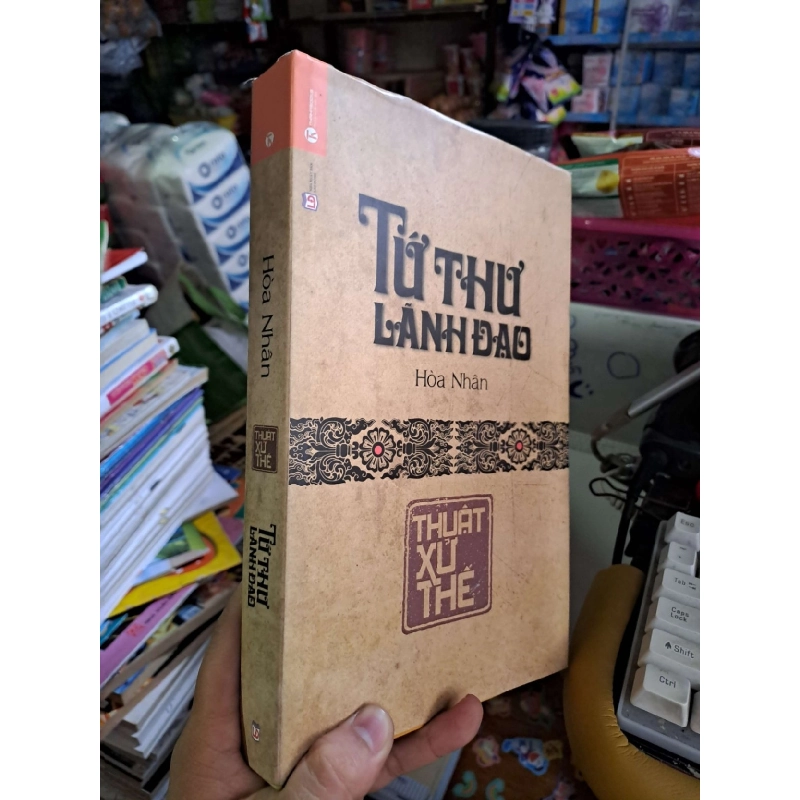 TỨ THƯ
LÃNH ĐẠO
Hòa Nhân
THUẬT
XỬ
THẾ
Hòa Nhân
THUẬT
XỬ
THẾ
TỨ THƯ
LÃNH ĐẠO
Esc
Tab
Caps
Lock
Shift
Ctrl